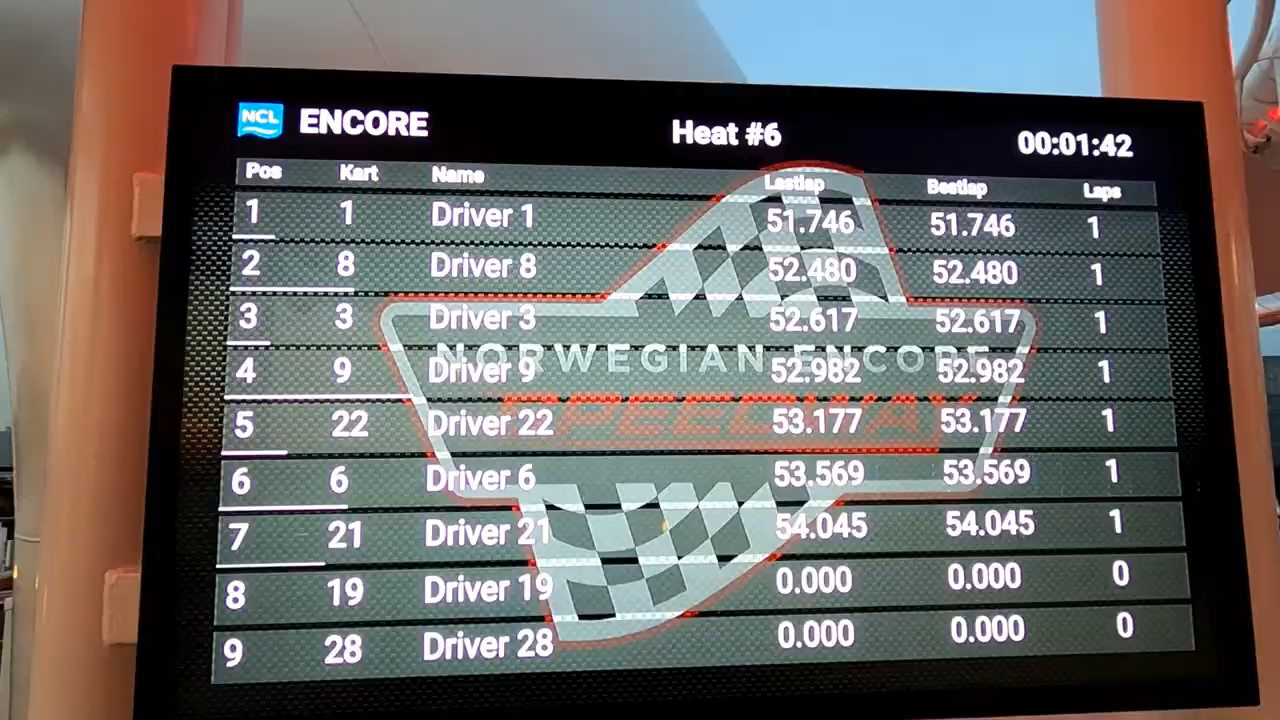 NCL ENCORE Heat #6 00:01:42
Pos Kart Name Lastlap Bestlap Laps
1 1 Driver 1 51.746 51.746 1
2 8 Driver 8 52.480 52.480 1
3 3 Driver 3 52.617 52.617 1
NORWEGIAN ENCORE
4 9 Driver 9 52.982 52.982 1
SPEEDWAY
5 22 Driver 22 53.177 53.177 1
6 6 Driver 6 53.569 53.569 1
7 21 Driver 21 54.045 54.045 1
8 19 Driver 19 0.000 0.000 0
9 28 Driver 28 0.000 0.000 0